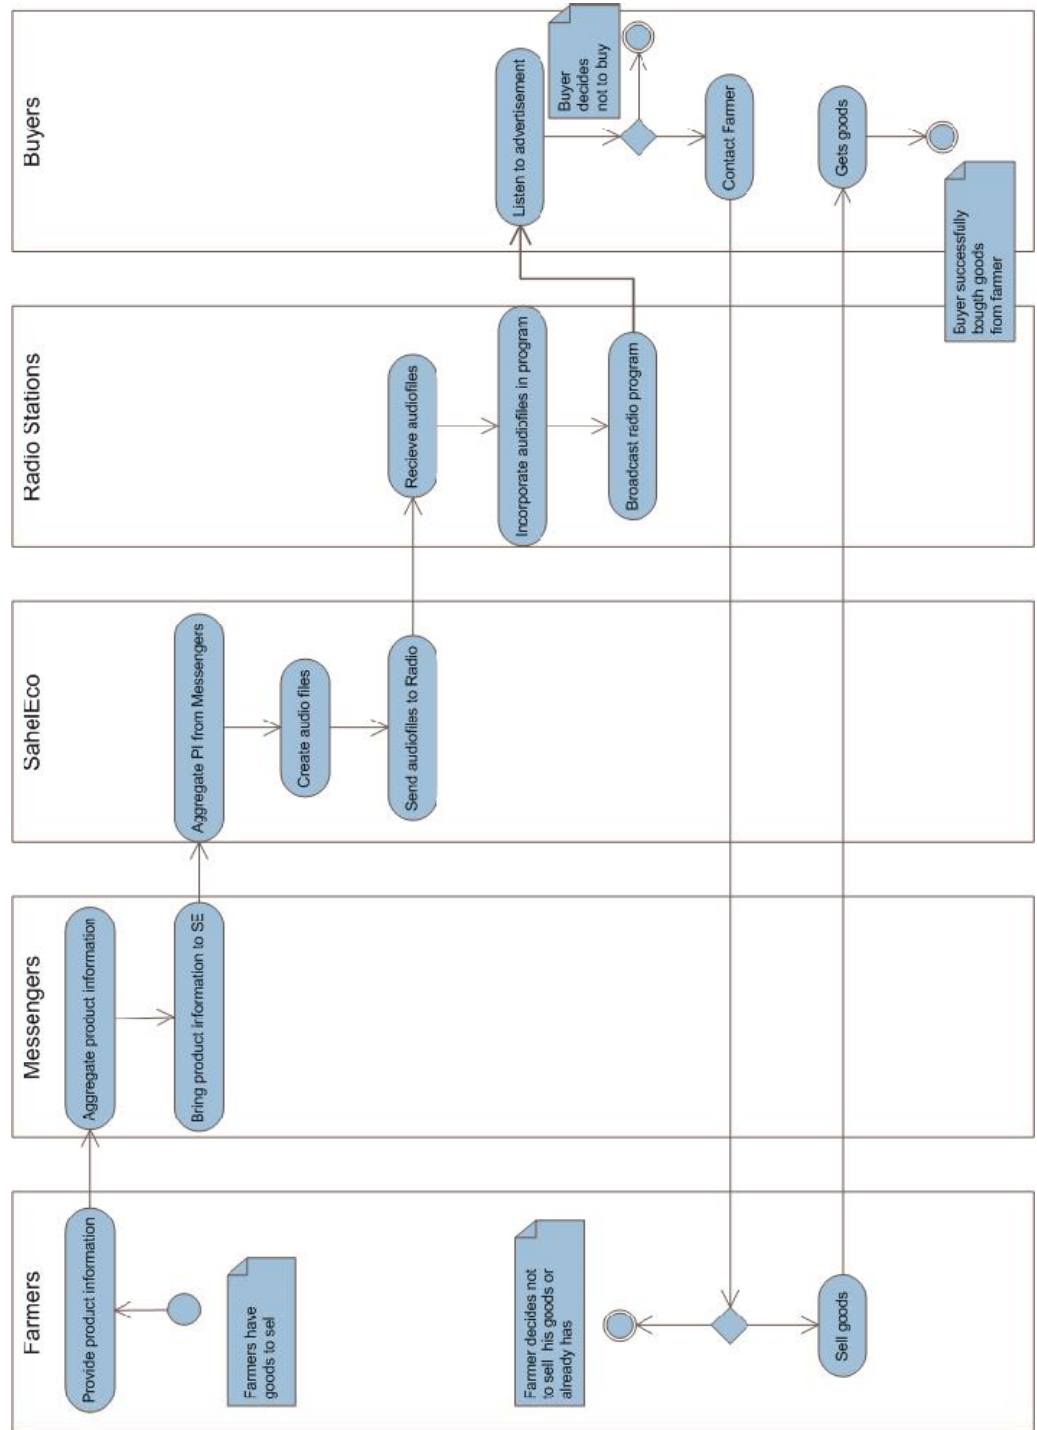 Farmers
Provide product information
Farmers have
goods to sel
Farmer decides not
to sell his goods or
already has
Sell goods
Messengers
Aggregate product information
Bring product information to SE
SahelEco
Aggregate PI from Messengers
Create audio files
Send audiofiles to Radio
Radio Stations
Recieve audiofiles
Incorporate audiofiles in program
Broadcast radio program
Buyers
Listen to advertisement
Buyer
decides
not to buy
Contact Farmer
Gets goods
Buyer successfully
bougth goods
from farmer